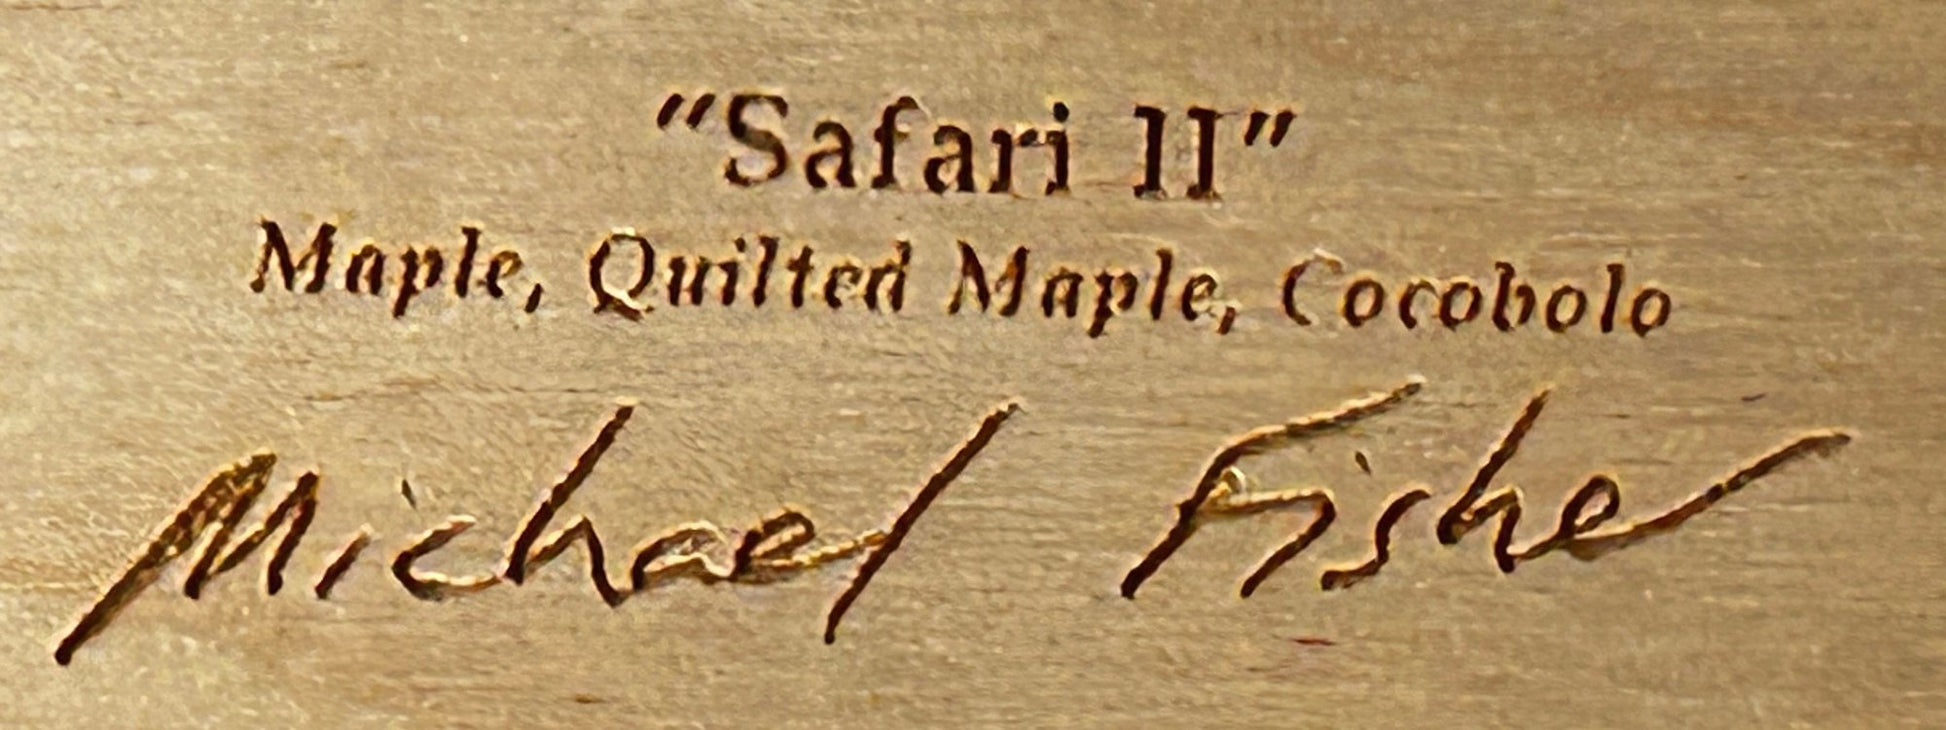 "Safari II"
Maple, Quilted Maple, Cocobolo
Michael Fisher